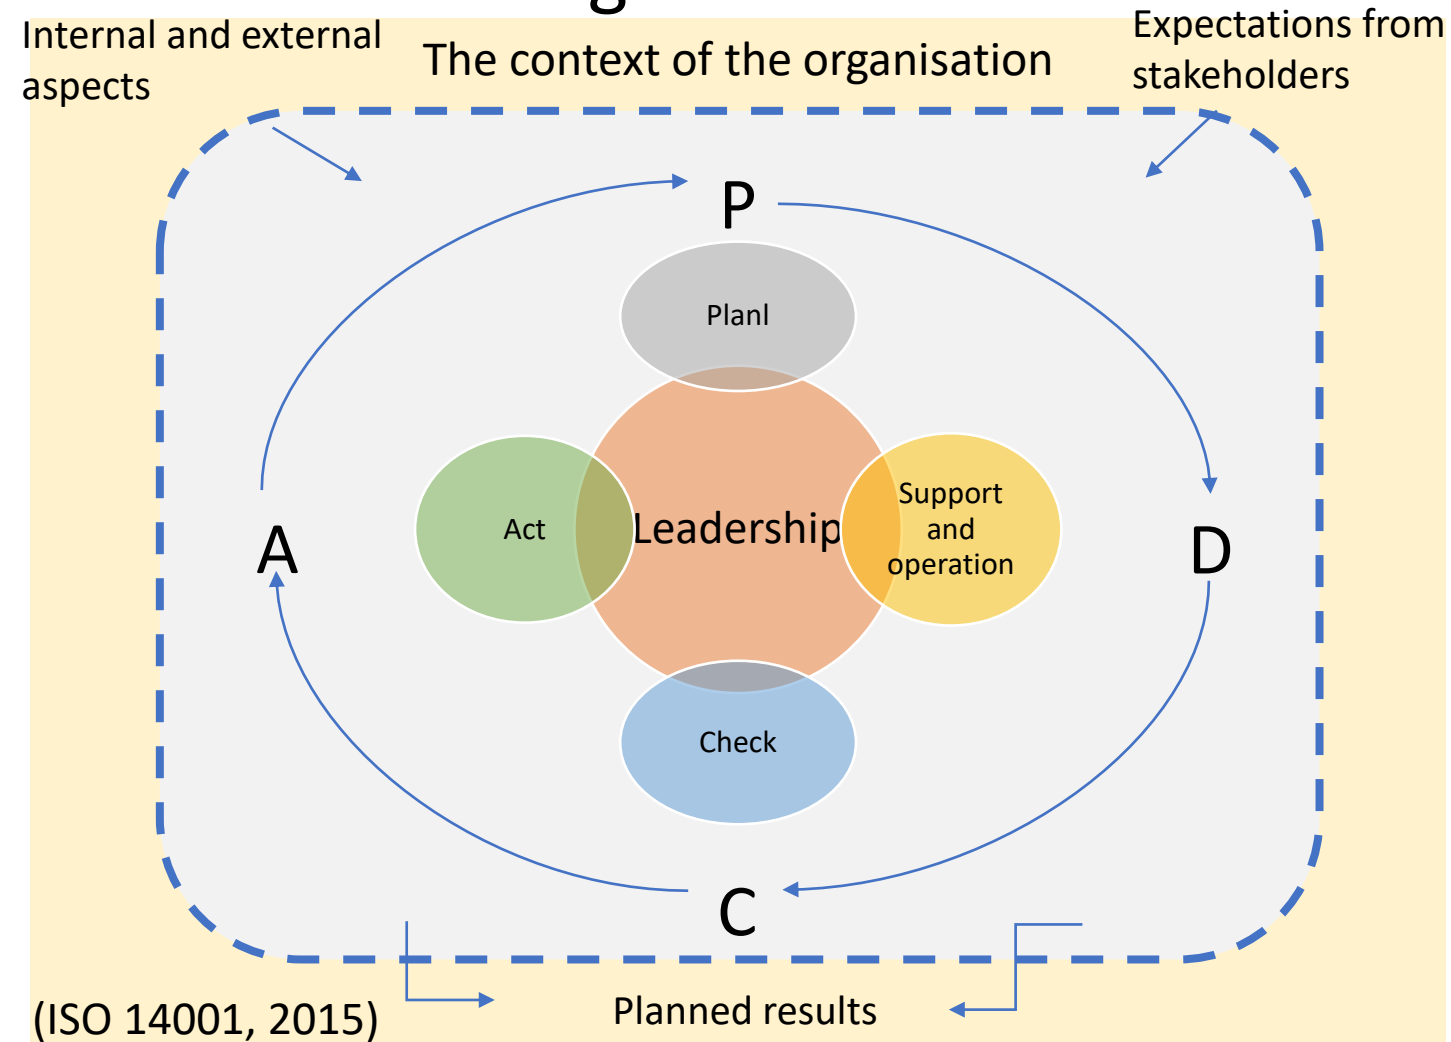 Internal and external
aspects
The context of the organisation
Expectations from
stakeholders
P
Planl
A
Act
Leadership
Support
and
operation
D
Check
C
Planned results
(ISO 14001, 2015)